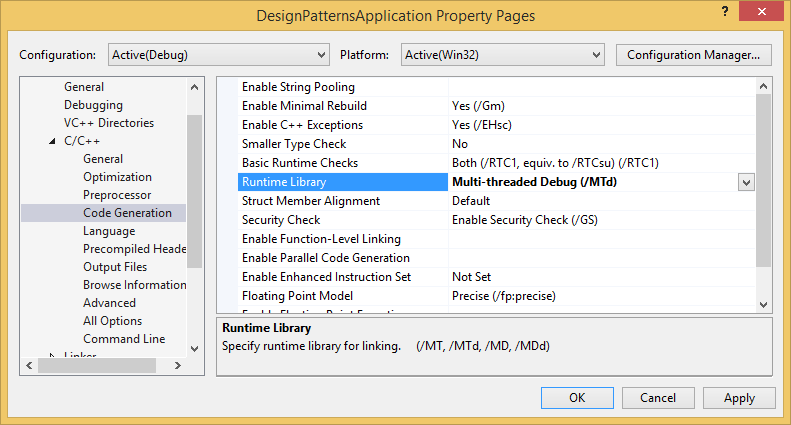 DesignPatternsApplication Property Pages
?
Configuration: Active(Debug) Platform: Active(Win32) Configuration Manager...
General
Debugging
VC++ Directories
C/C++
General
Optimization
Preprocessor
Code Generation
Language
Precompiled Heade
Output Files
Browse Information
Advanced
All Options
Command Line
Linker
Enable String Pooling
Enable Minimal Rebuild Yes (/Gm)
Enable C++ Exceptions Yes (/EHsc)
Smaller Type Check No
Basic Runtime Checks Both (/RTC1, equiv. to /RTCsu) (/RTC1)
Runtime Library Multi-threaded Debug (/MTd)
Struct Member Alignment Default
Security Check Enable Security Check (/GS)
Enable Function-Level Linking
Enable Parallel Code Generation
Enable Enhanced Instruction Set Not Set
Floating Point Model Precise (/fp:precise)
Enable Floating Point
Runtime Library
Specify runtime library for linking. (/MT, /MTd, /MD, /MDd)
OK Cancel Apply